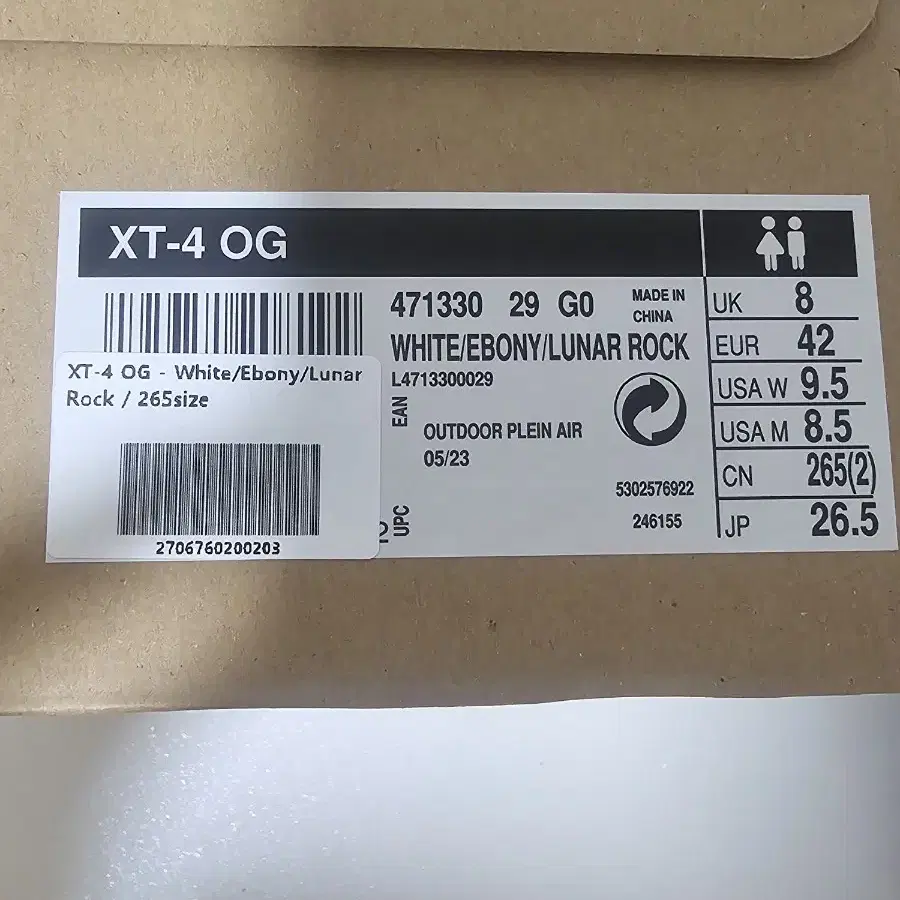 XT-4 OG
471330 29 G0
MADE IN
CHINA
WHITE/EBONY/LUNAR ROCK
L4713300029
EAN
OUTDOOR PLEIN AIR
05/23
5302576922
246155
UPC
XT-4 OG - White/Ebony/Lunar
Rock / 265size
2706760200203
UK 8
EUR 42
USA W 9.5
USA M 8.5
CN 265(2)
JP 26.5